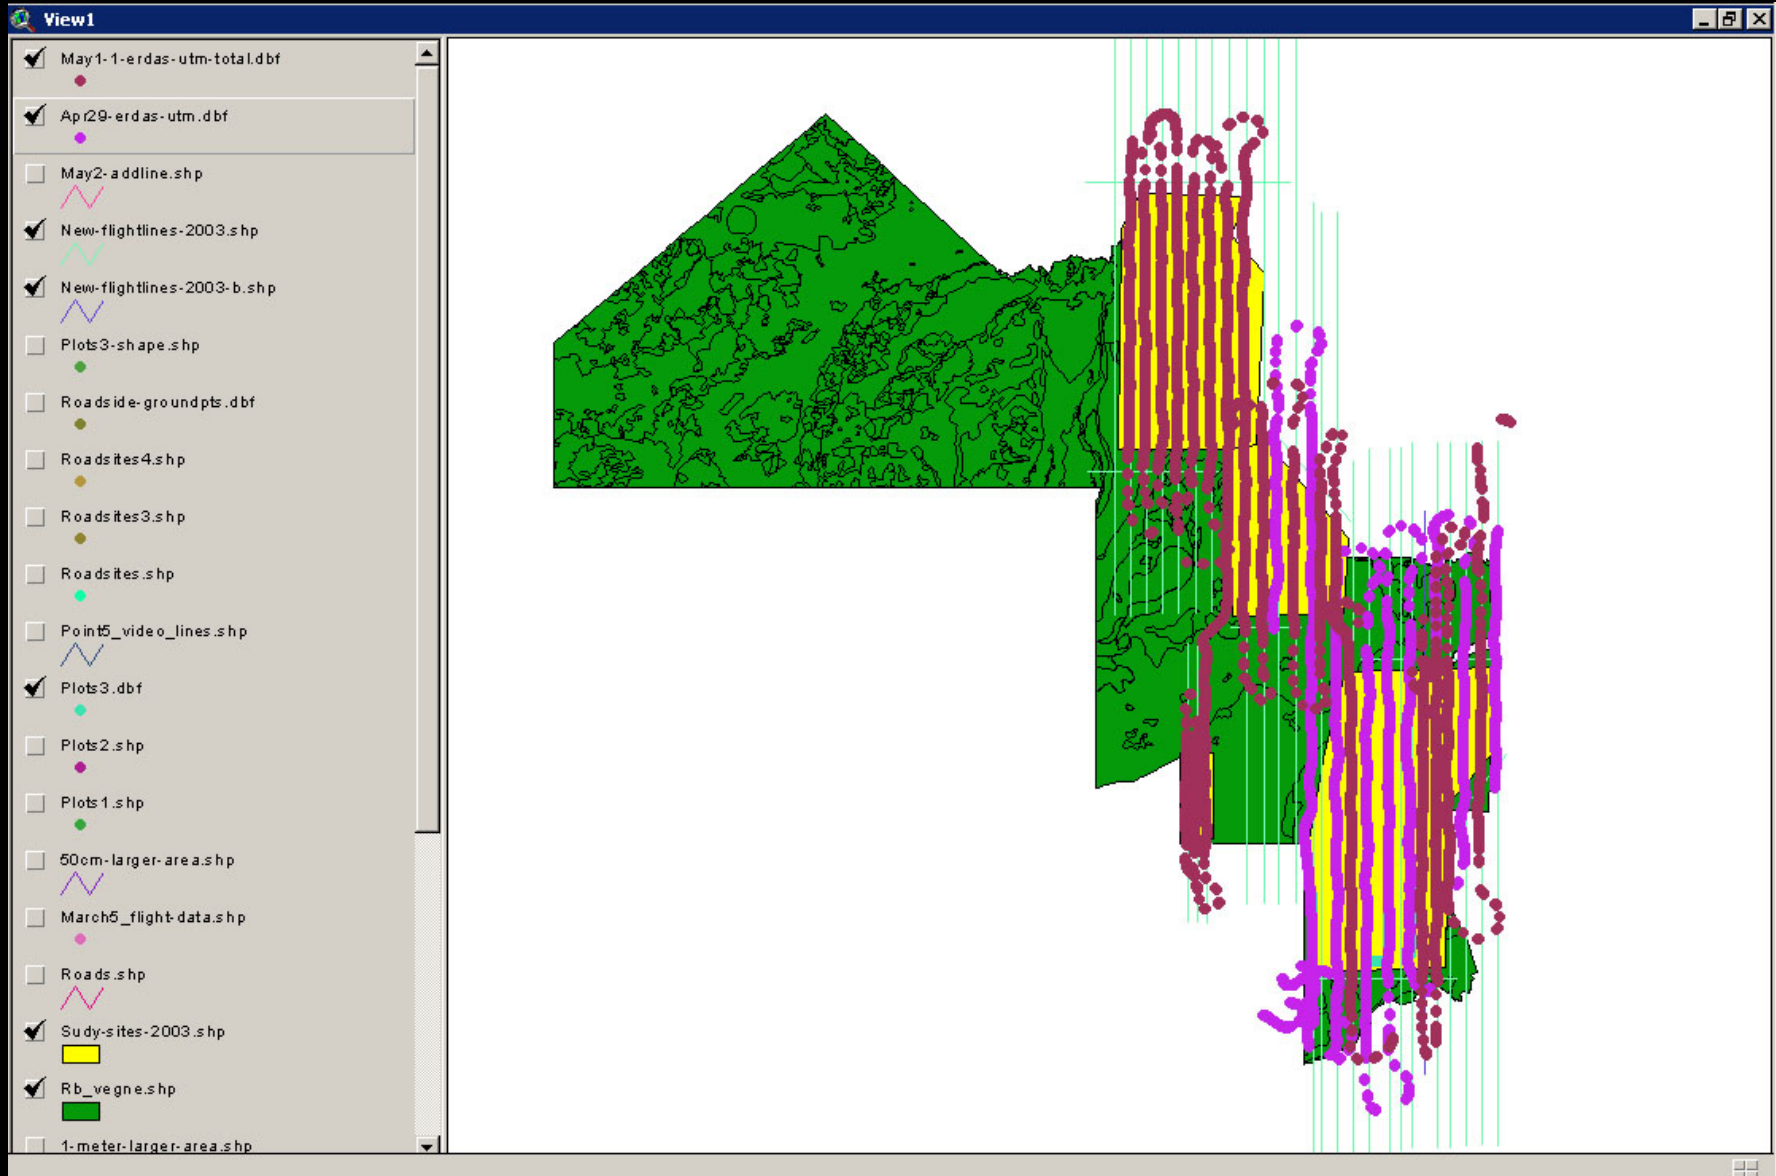 View1
May1-1-erdas-utm-total.dbf
Apr29-erdas-utm.dbf
May2-addline.shp
New-flightlines-2003.shp
New-flightlines-2003-b.shp
Plots3-shape.shp
Roadside-groundpts.dbf
Roadsites4.shp
Roadsites3.shp
Roadsites.shp
Point5_video_lines.shp
Plots3.dbf
Plots2.shp
Plots1.shp
50cm-larger-area.shp
March5_flight-data.shp
Roads.shp
Sudy-sites-2003.shp
Rb_vegne.shp
1-meter-larger-area.shp